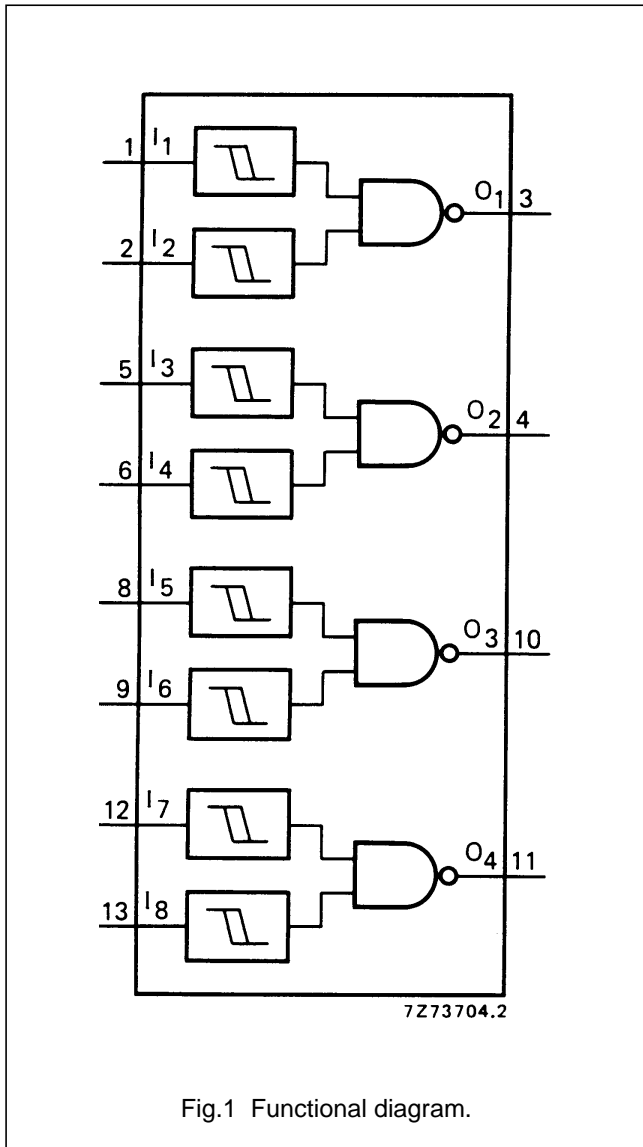 1 I1
O1 3
2 I2
5 I3
O2 4
6 I4
8 I5
O3 10
9 I6
12 I7
O4 11
13 I8
7Z73704.2
Fig.1 Functional diagram.